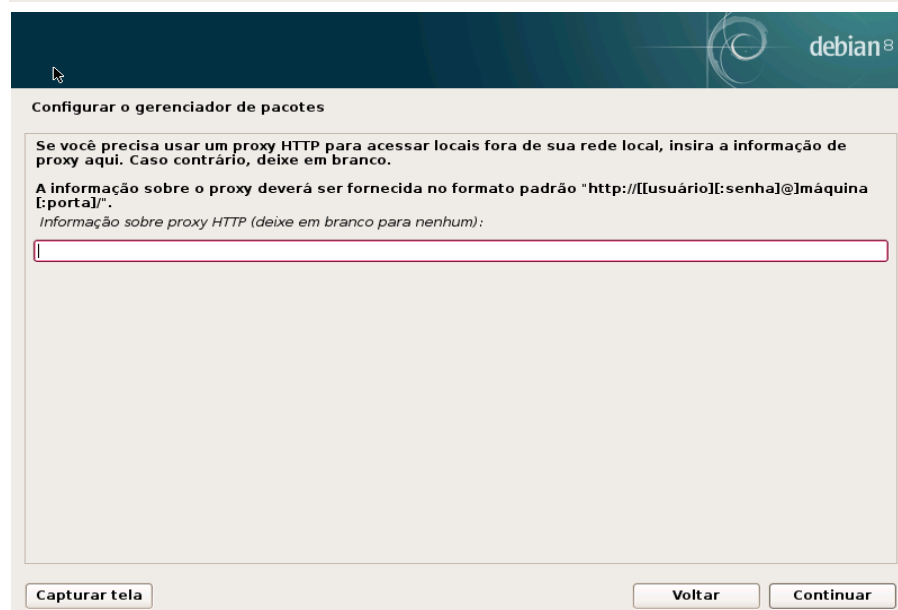 debian 8
Configurar o gerenciador de pacotes
Se você precisa usar um proxy HTTP para acessar locais fora de sua rede local, insira a informação de
proxy aqui. Caso contrário, deixe em branco.
A informação sobre o proxy deverá ser fornecida no formato padrão "http://[[usuário][:senha]@]máquina
[:porta]/".
Informação sobre proxy HTTP (deixe em branco para nenhum):
Capturar tela
Voltar
Continuar